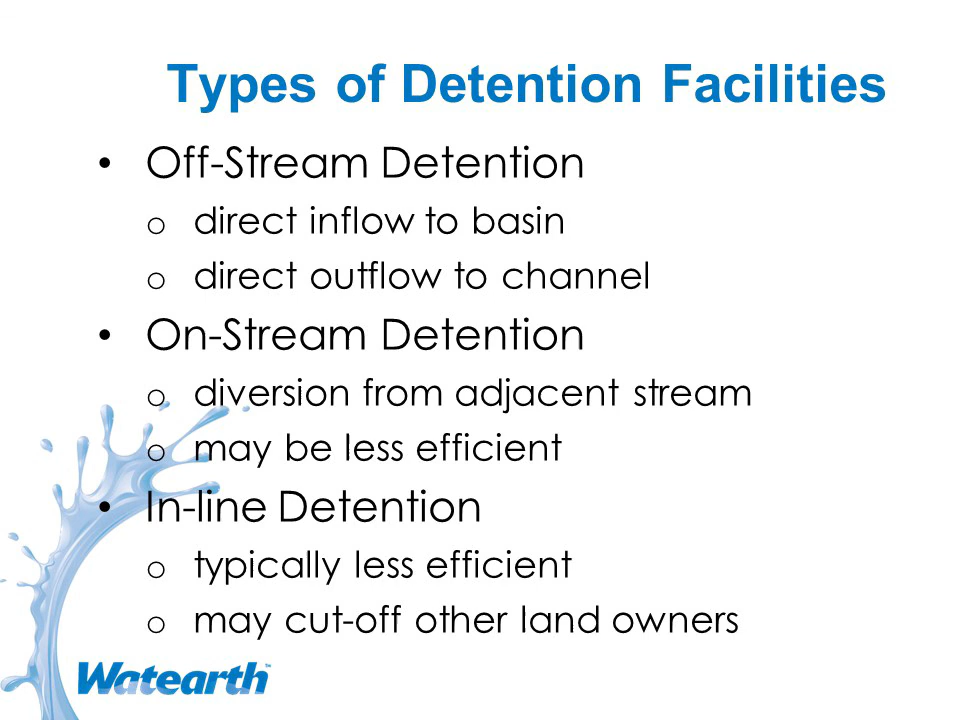 Types of Detention Facilities
• Off-Stream Detention
o direct inflow to basin
o direct outflow to channel
• On-Stream Detention
o diversion from adjacent stream
o may be less efficient
• In-line Detention
o typically less efficient
o may cut-off other land owners
Watearth™